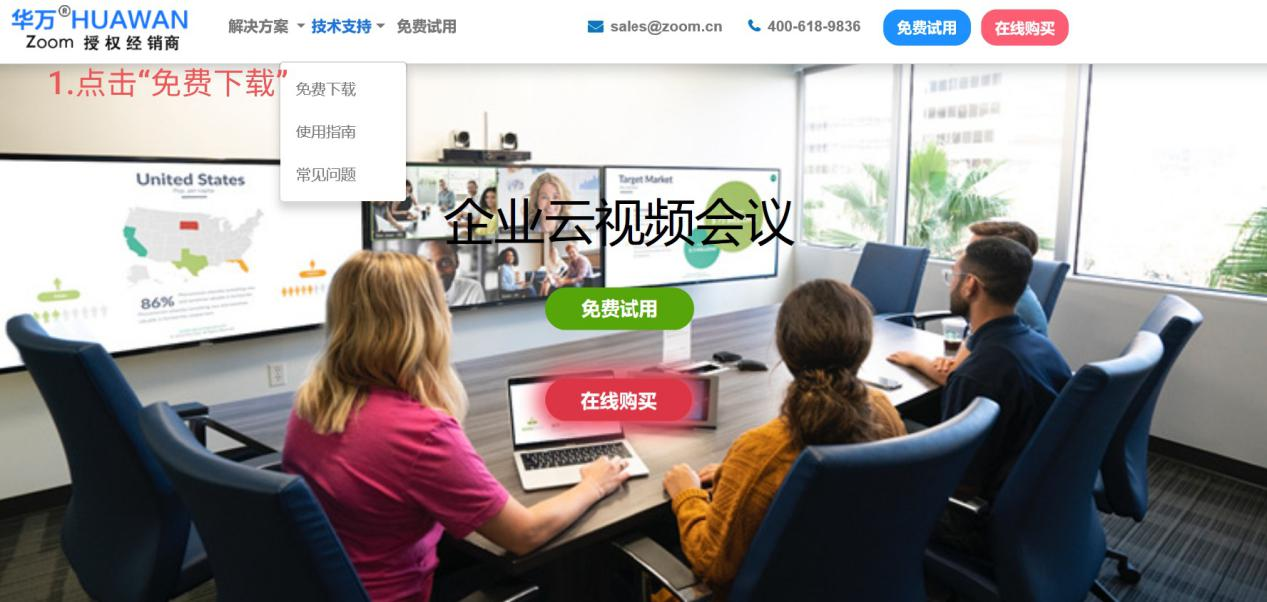 华万®HUAWAN
Zoom 授权经销商
解决方案 技术支持 免费试用
sales@zoom.cn 400-618-9836 免费试用 在线购买
1.点击“免费下载”
免费下载
使用指南
常见问题
United States
Target Market
企业云视频会议
86%
免费试用
在线购买